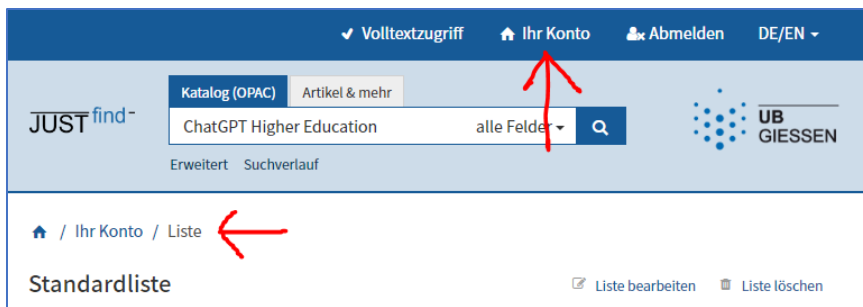 Volltextzugriff Ihr Konto Abmelden DE/EN
Katalog (OPAC) Artikel & mehr
JUST find-
ChatGPT Higher Education alle Felder
UB
GIESSEN
Erweitert Suchverlauf
/ Ihr Konto / Liste
Standardliste Liste bearbeiten Liste löschen